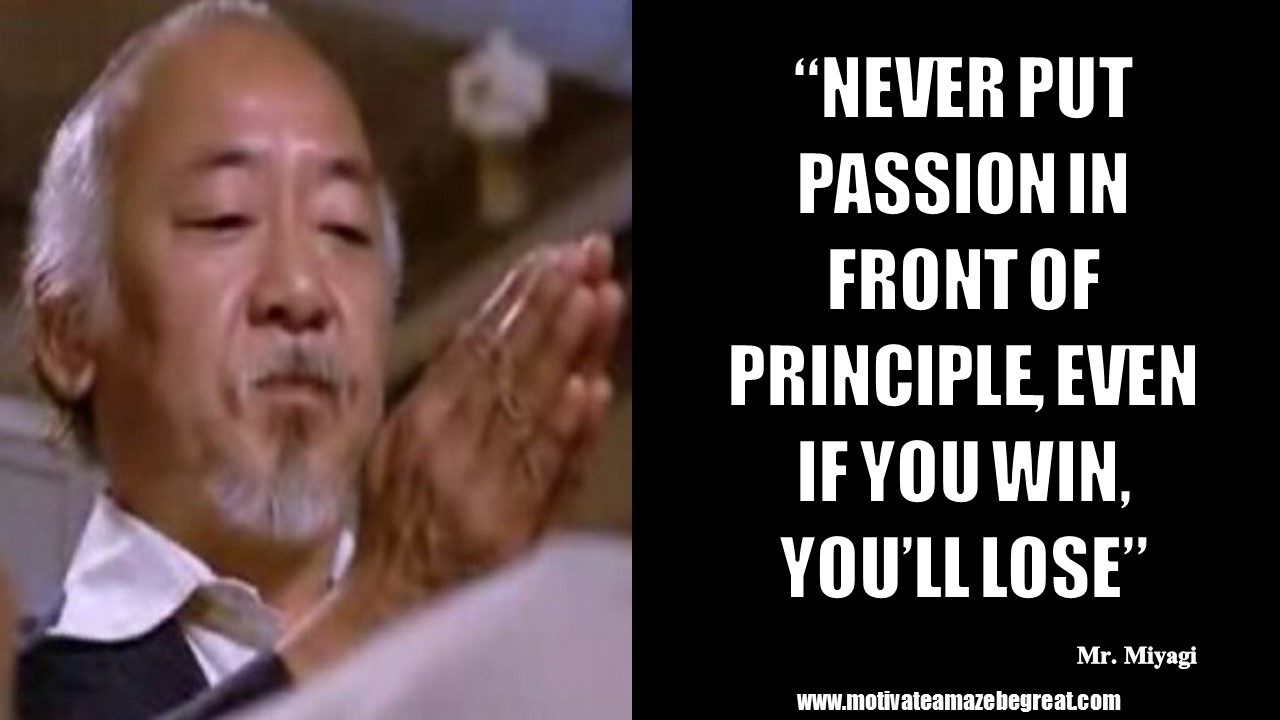 “NEVER PUT
PASSION IN
FRONT OF
PRINCIPLE, EVEN
IF YOU WIN,
YOU’LL LOSE”
Mr. Miyagi
www.motivateamazebegreat.com